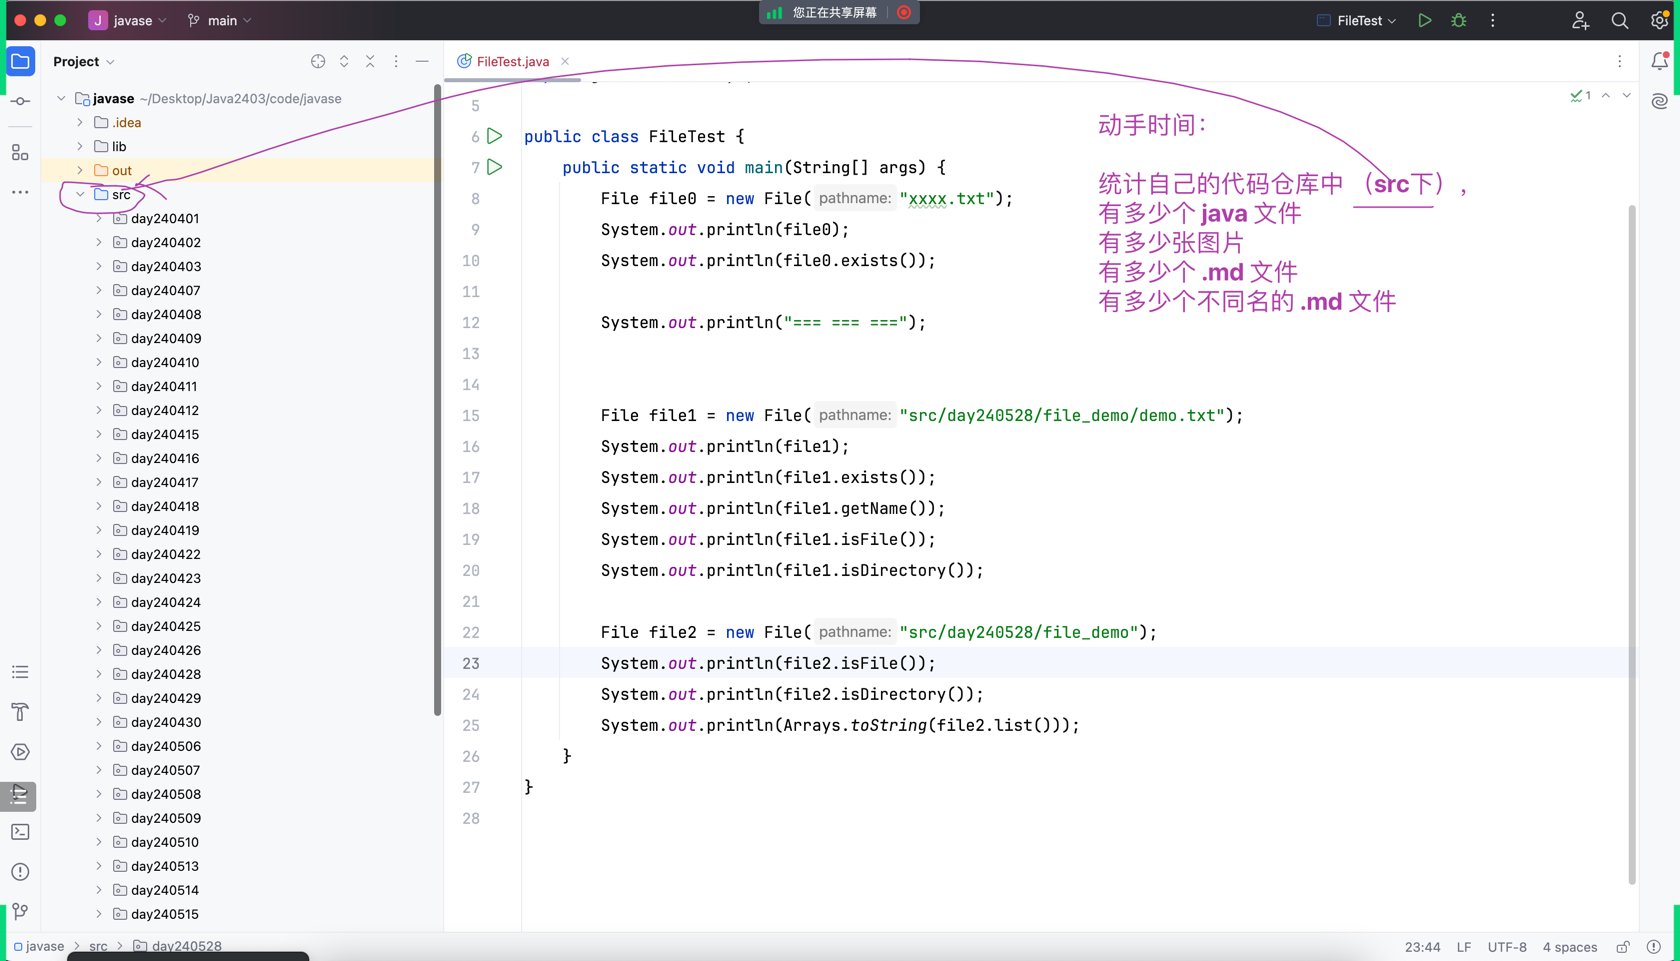 J javase
main
您正在共享屏幕
FileTest
Project
FileTest.java
javase ~/Desktop/Java2403/code/javase
.idea
lib
out
src
day240401
day240402
day240403
day240407
day240408
day240409
day240410
day240411
day240412
day240415
day240416
day240417
day240418
day240419
day240422
day240423
day240424
day240425
day240426
day240428
day240429
day240430
day240506
day240507
day240508
day240509
day240510
day240513
day240514
day240515
1
5
6 public class FileTest {
7 public static void main(String[] args) {
8 File file0 = new File( pathname: "xxxx.txt");
9 System.out.println(file0);
10 System.out.println(file0.exists());
11
12 System.out.println("=== === ===");
13
14
15 File file1 = new File( pathname: "src/day240528/file_demo/demo.txt");
16 System.out.println(file1);
17 System.out.println(file1.exists());
18 System.out.println(file1.getName());
19 System.out.println(file1.isFile());
20 System.out.println(file1.isDirectory());
21
22 File file2 = new File( pathname: "src/day240528/file_demo");
23 System.out.println(file2.isFile());
24 System.out.println(file2.isDirectory());
25 System.out.println(Arrays.toString(file2.list()));
26 }
27 }
28
动手时间：
统计自己的代码仓库中 （src下），
有多少个 java 文件
有多少张图片
有多少个 .md 文件
有多少个不同名的 .md 文件
javase > src > day240528
23:44 LF UTF-8 4 spaces